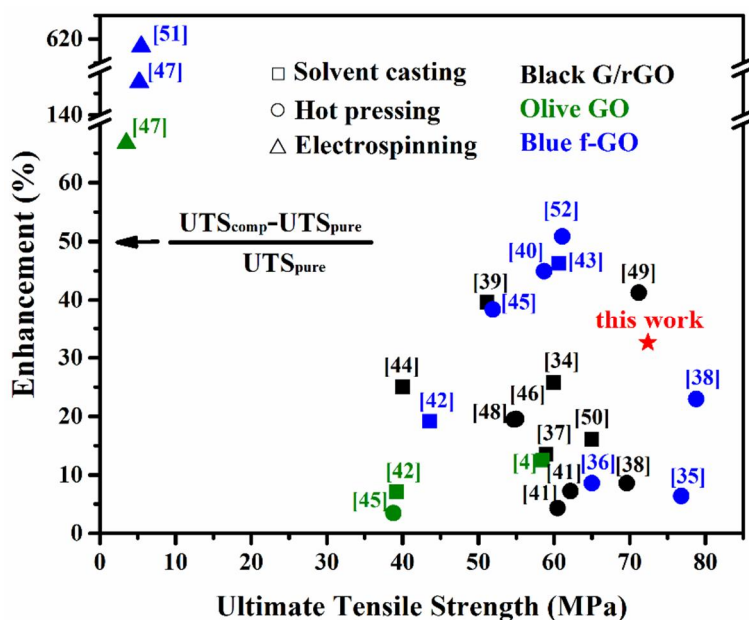 620
[51]
[47]
140
[47]
Solvent casting
Black G/rGO
Hot pressing
Olive GO
Electrospinning
Blue f-GO
60
50
40
30
20
10
0
UTScomp-UTSpure
UTSpure
[52]
[40]
[43]
[49]
[39]
[45]
this work
[44]
[34]
[38]
[42]
[46]
[48]
[50]
[37]
[42]
[41]
[36]
[38]
[41]
[35]
[45]
[41]
0 10 20 30 40 50 60 70 80
Enhancement (%)
Ultimate Tensile Strength (MPa)